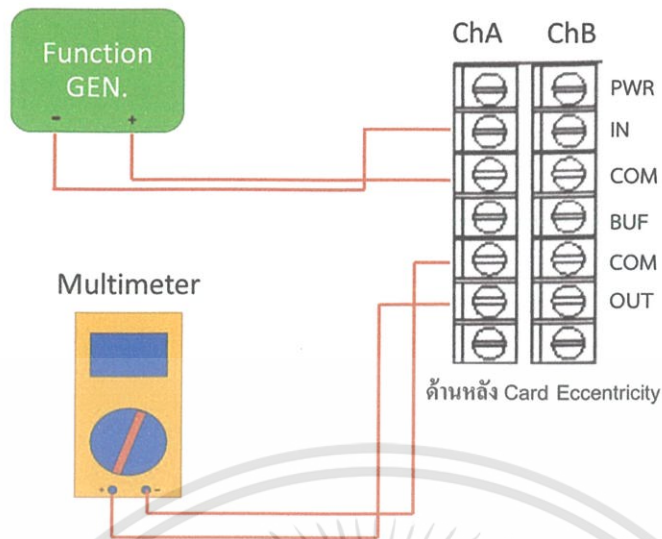 Function
GEN.
- +
ChA ChB
PWR
IN
COM
BUF
COM
OUT
Multimeter
+ -
ด้านหลัง Card Eccentricity